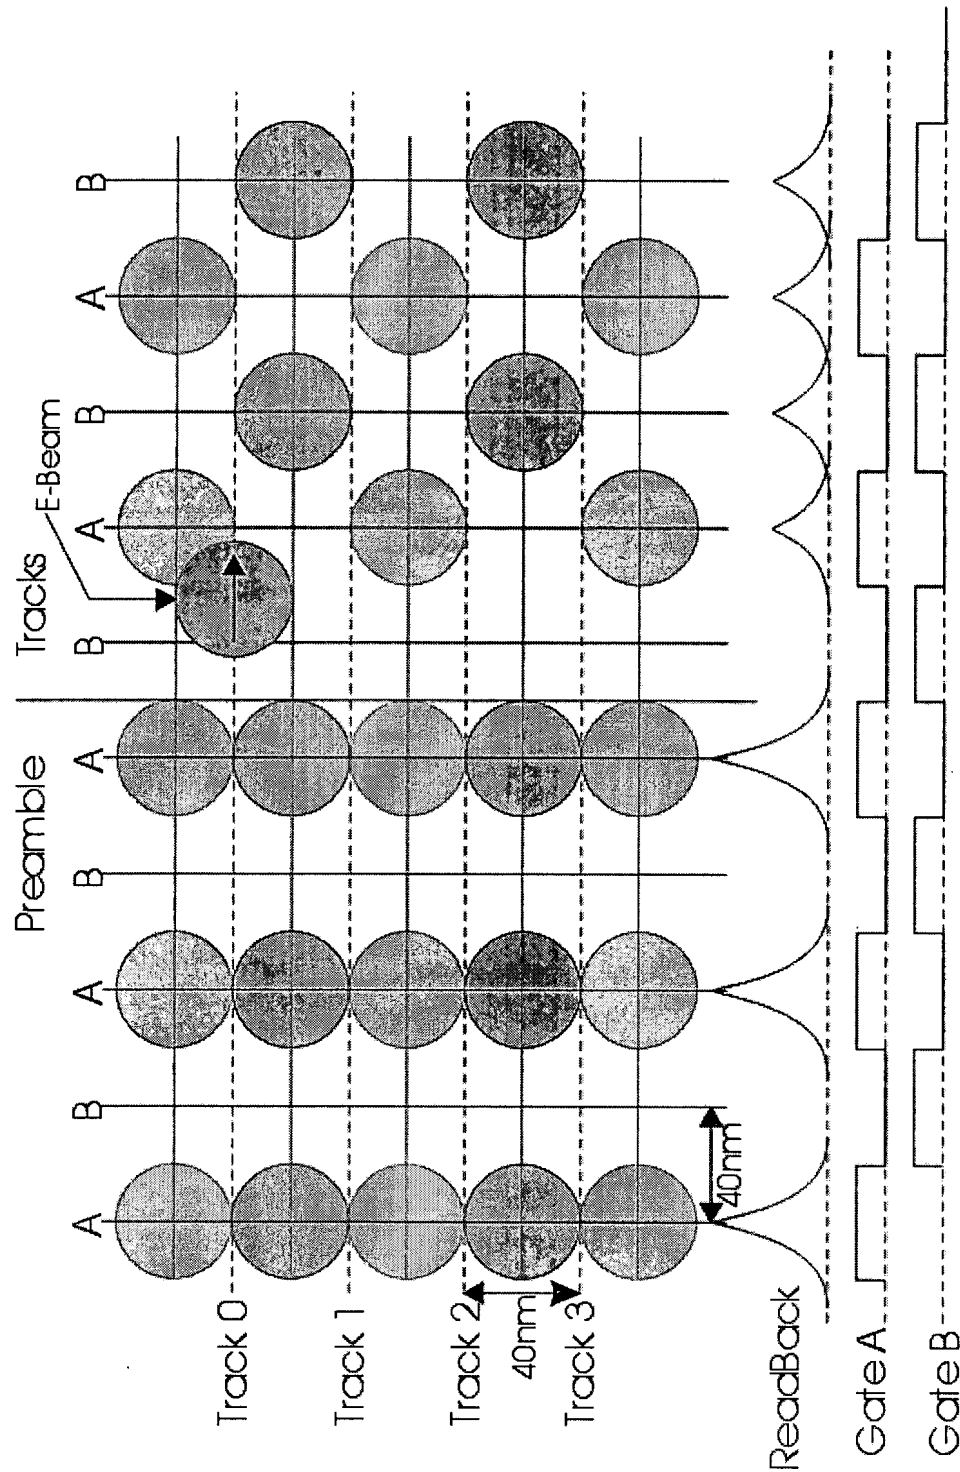 Preamble
Tracks
A B A B A B A B A B
E-Beam
Track 0
Track 1
Track 2
40nm
Track 3
40nm
ReadBack
Gate A
Gate B